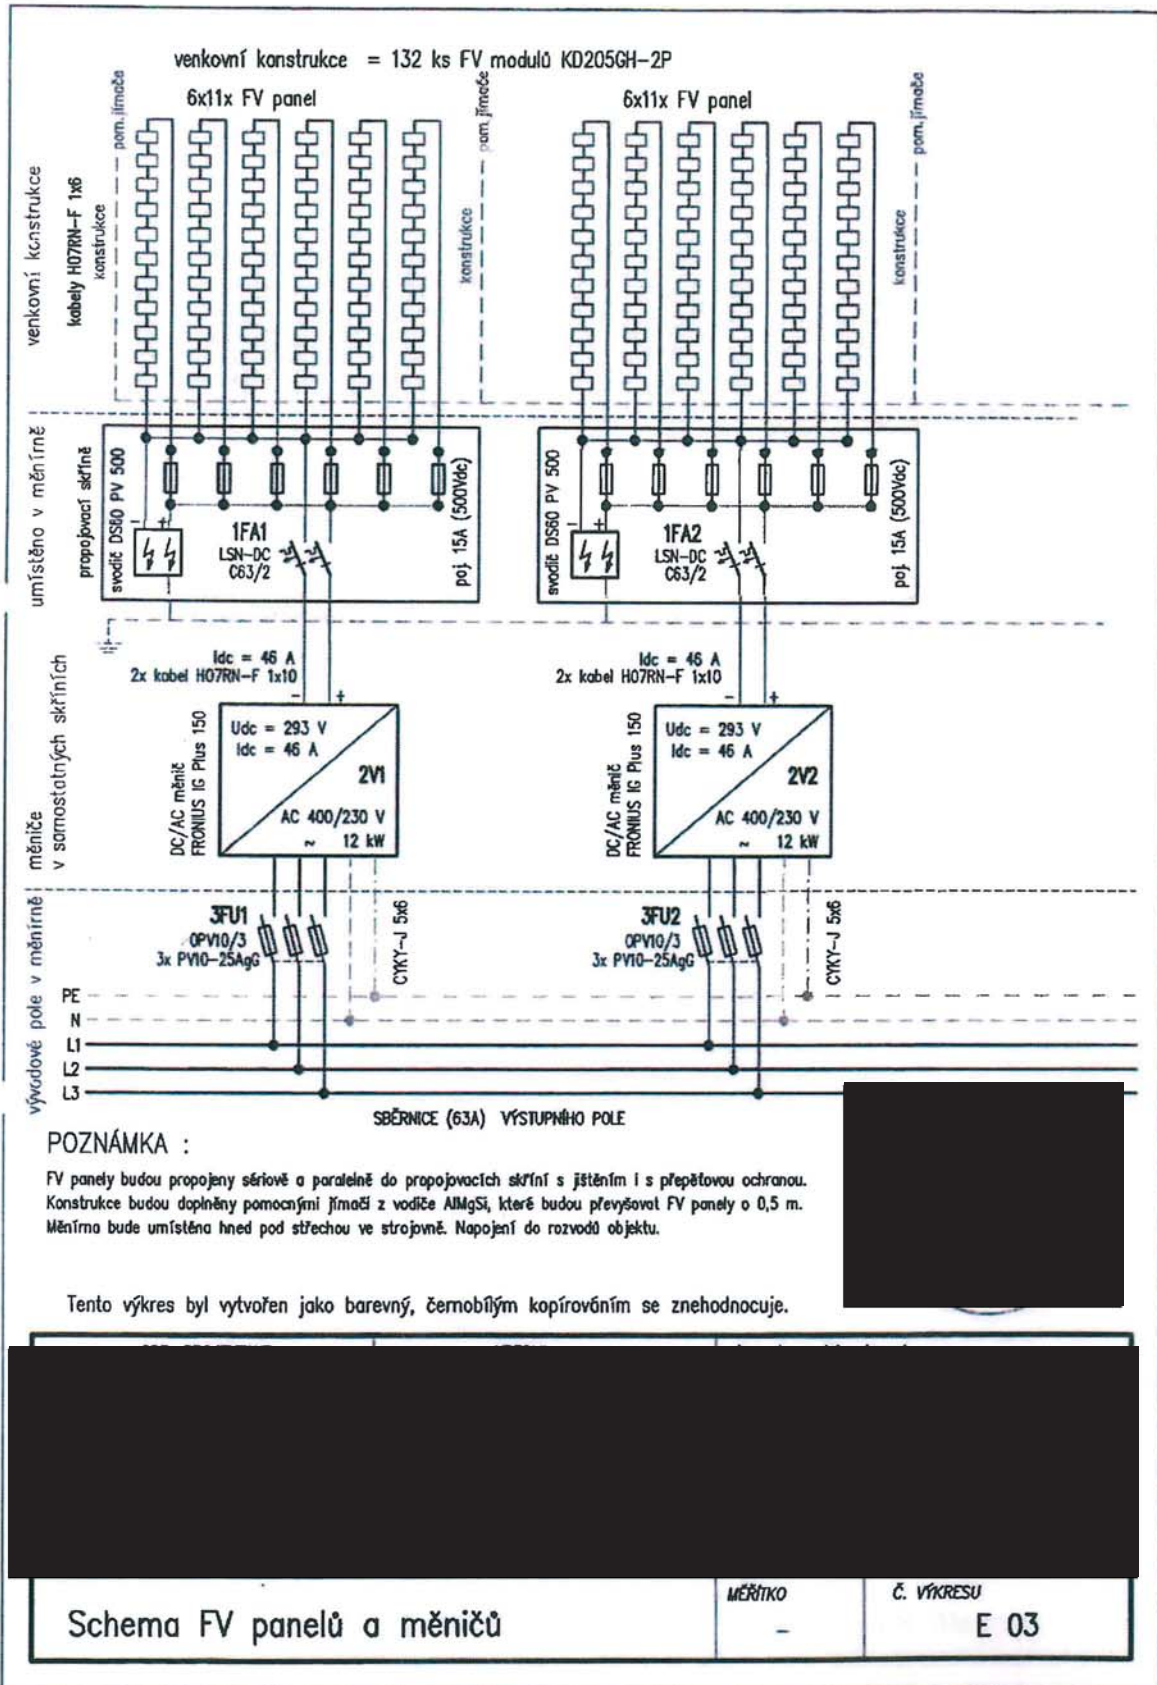 venkovní konstrukce = 132 ks FV modulů KD205GH-2P
6x11x FV panel
6x11x FV panel
pom. jímače
pom. jímače
pom. jímače
venkovní konstrukce
kabely H07RN-F 1x6
konstrukce
konstrukce
konstrukce
umístěno v měnírně
propojovací skříně
svodič DS60 PV 500
- +
1FA1
LSN-DC
C63/2
poj. 15A (500Vdc)
svodič DS60 PV 500
- +
1FA2
LSN-DC
C63/2
poj. 15A (500Vdc)
Idc = 46 A
2x kabel H07RN-F 1x10
- +
Idc = 46 A
2x kabel H07RN-F 1x10
- +
měniče
v samostatných skříních
DC/AC měnič
FRONIUS IG Plus 150
Udc = 293 V
Idc = 46 A
2V1
AC 400/230 V
~ 12 kW
DC/AC měnič
FRONIUS IG Plus 150
Udc = 293 V
Idc = 46 A
2V2
AC 400/230 V
~ 12 kW
vývodové pole v měnírně
3FU1
OPV10/3
3x PV10-25AgG
CYKY-J 5x6
3FU2
OPV10/3
3x PV10-25AgG
CYKY-J 5x6
PE
N
L1
L2
L3
SBĚRNICE (63A) VÝSTUPNÍHO POLE
POZNÁMKA :
FV panely budou propojeny sériově a paralelně do propojovacích skříní s jištěním i s přepěťovou ochranou.
Konstrukce budou doplněny pomocnými jímači z vodiče AlMgSi, které budou převyšovat FV panely o 0,5 m.
Měnírna bude umístěna hned pod střechou ve strojovně. Napojení do rozvodů objektu.
Tento výkres byl vytvořen jako barevný, černobílým kopírováním se znehodnocuje.
Schema FV panelů a měničů
MĚŘÍTKO
-
Č. VÝKRESU
E 03